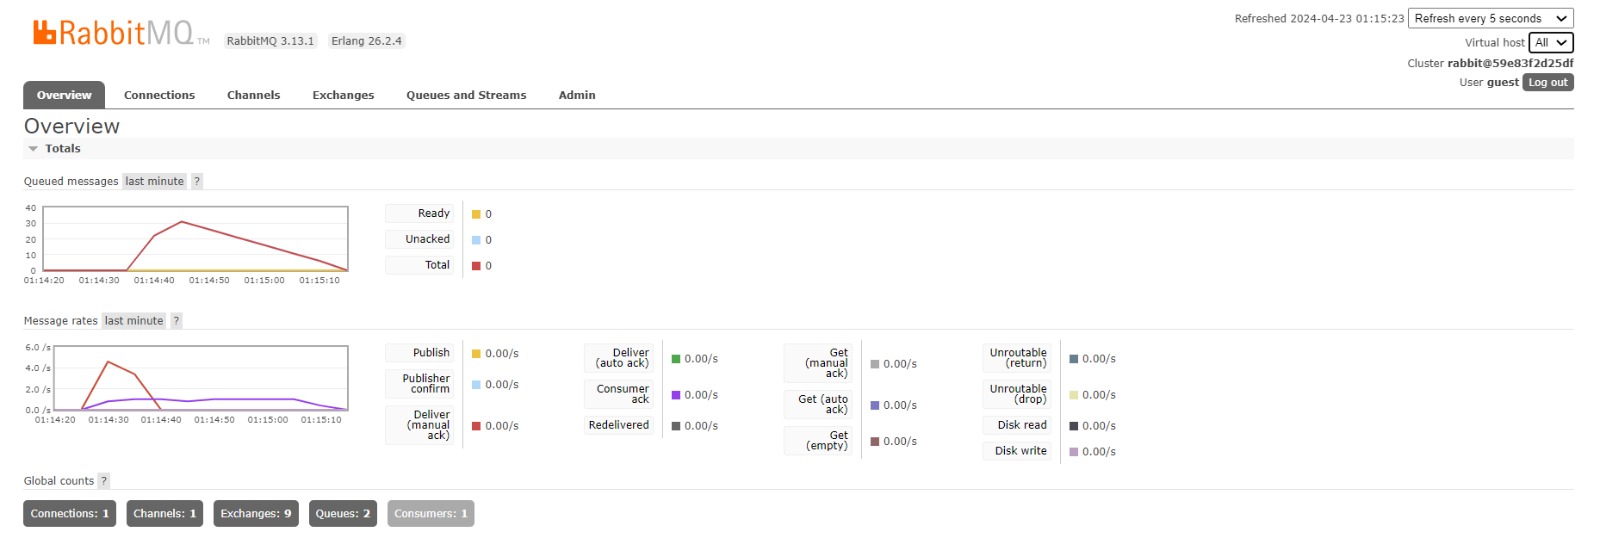 RabbitMQ TM RabbitMQ 3.13.1 Erlang 26.2.4
Refreshed 2024-04-23 01:15:23 Refresh every 5 seconds
Virtual host All
Cluster rabbit@59e83f2d25df
User guest Log out
Overview Connections Channels Exchanges Queues and Streams Admin
Overview
Totals
Queued messages last minute ?
40
30
20
10
0
01:14:20 01:14:30 01:14:40 01:14:50 01:15:00 01:15:10
Ready 0
Unacked 0
Total 0
Message rates last minute ?
6.0 /s
4.0 /s
2.0 /s
0.0 /s
01:14:20 01:14:30 01:14:40 01:14:50 01:15:00 01:15:10
Publish 0.00/s
Publisher
confirm 0.00/s
Deliver
(manual
ack) 0.00/s
Deliver
(auto ack) 0.00/s
Consumer
ack 0.00/s
Redelivered 0.00/s
Get
(manual
ack) 0.00/s
Get (auto
ack) 0.00/s
Get
(empty) 0.00/s
Unroutable
(return) 0.00/s
Unroutable
(drop) 0.00/s
Disk read 0.00/s
Disk write 0.00/s
Global counts ?
Connections: 1 Channels: 1 Exchanges: 9 Queues: 2 Consumers: 1